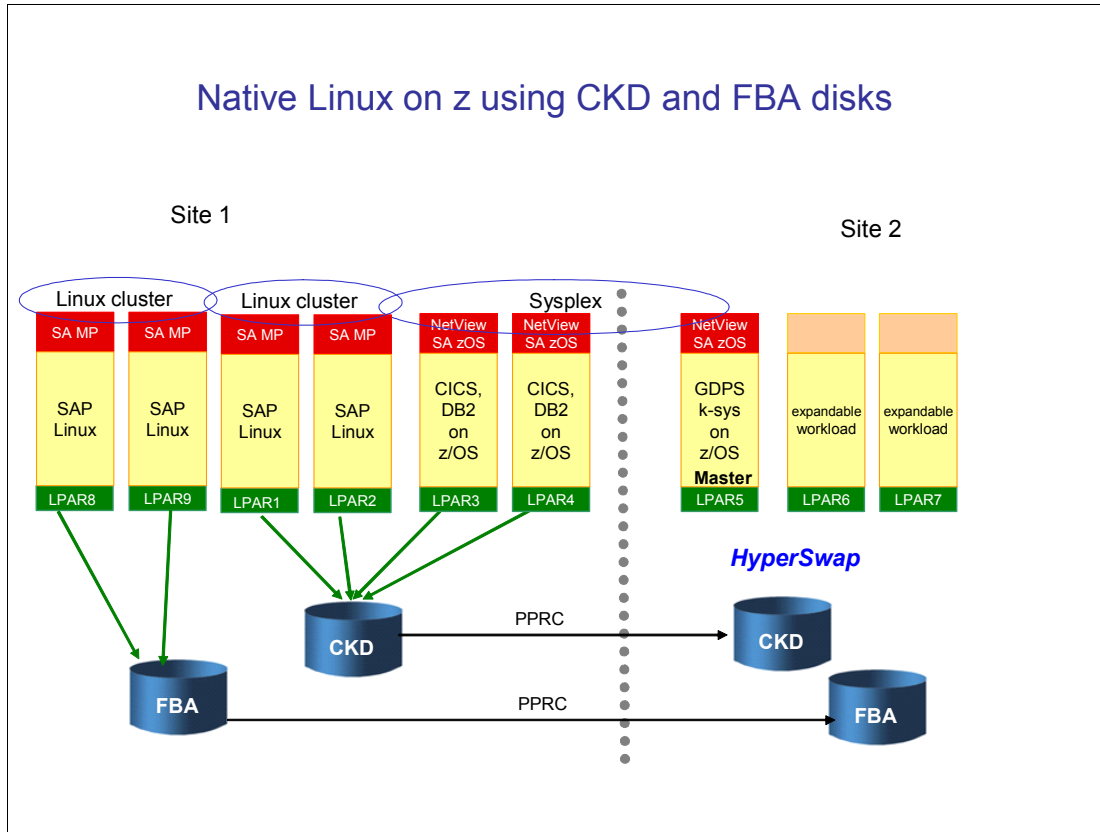 Native Linux on z using CKD and FBA disks
Site 1
Site 2
Linux cluster
Linux cluster
Sysplex
SA MP
SA MP
SA MP
SA MP
NetView
SA zOS
NetView
SA zOS
NetView
SA zOS
SAP
Linux
SAP
Linux
SAP
Linux
SAP
Linux
CICS,
DB2
on
z/OS
CICS,
DB2
on
z/OS
GDPS
k-sys
on
z/OS
Master
expandable
workload
expandable
workload
LPAR8
LPAR9
LPAR1
LPAR2
LPAR3
LPAR4
LPAR5
LPAR6
LPAR7
HyperSwap
CKD
PPRC
CKD
FBA
PPRC
FBA